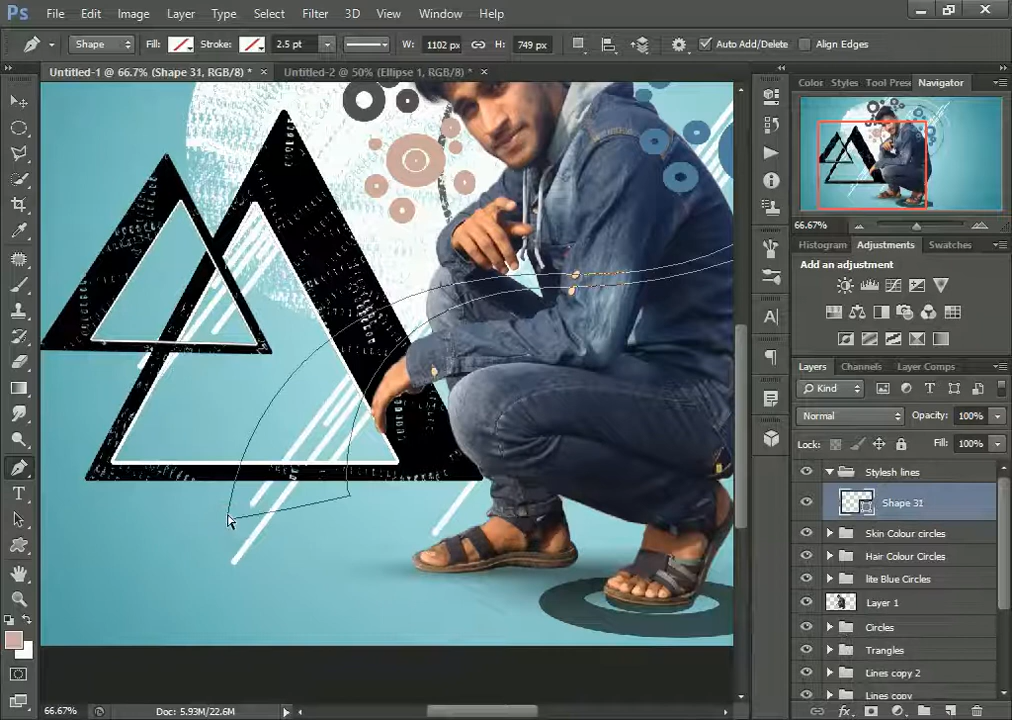 Ps File Edit Image Layer Type Select Filter 3D View Window Help
Shape Fill: Stroke: 2.5 pt W: 1102 px H: 749 px Auto Add/Delete Align Edges
Untitled-1 @ 66.7% (Shape 31, RGB/8) * × Untitled-2 @ 50% (Ellipse 1, RGB/8) * ×
Color Styles Tool Prese Navigator
66.67%
Histogram Adjustments Swatches
Add an adjustment
Layers Channels Layer Comps
Kind
Normal Opacity: 100%
Lock: Fill: 100%
Stylesh lines
Shape 31
Skin Colour circles
Hair Colour Circles
lite Blue Circles
Layer 1
Circles
Trangles
Lines copy 2
Lines copy
66.67% Doc: 5.93M/22.6M